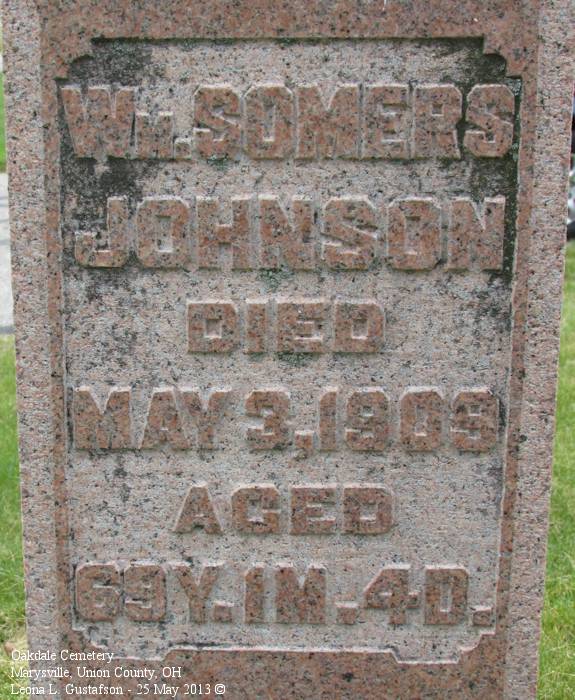 Wm. SOMERS
JOHNSON
DIED
MAY 3, 1909
AGED
69Y. 1M. 4D.
Oakdale Cemetery
Marysville, Union County, OH
Leona L. Gustafson - 25 May 2013 ©